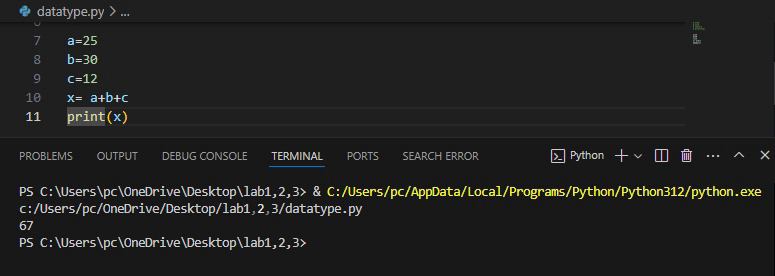 datatype.py > ...
7 a=25
8 b=30
9 c=12
10 x= a+b+c
11 print(x)
PROBLEMS OUTPUT DEBUG CONSOLE TERMINAL PORTS SEARCH ERROR Python
PS C:\Users\pc\OneDrive\Desktop\lab1,2,3> & C:/Users/pc/AppData/Local/Programs/Python/Python312/python.exe
c:/Users/pc/OneDrive/Desktop/lab1,2,3/datatype.py
67
PS C:\Users\pc\OneDrive\Desktop\lab1,2,3>